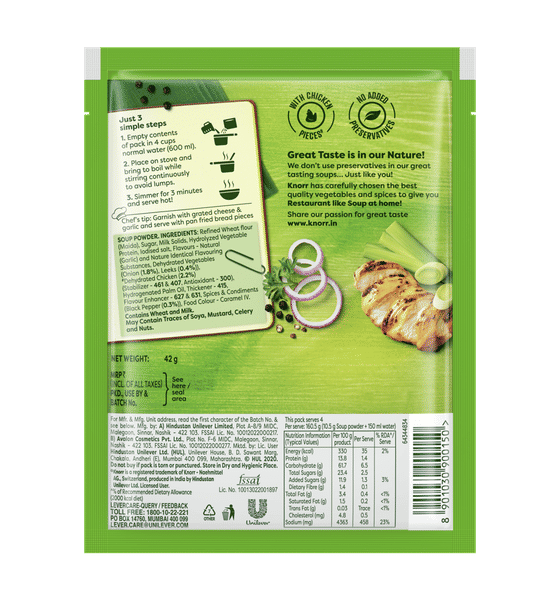 Just 3
simple steps
1. Empty contents
of pack in 4 cups
normal water (600 ml).
2. Place on stove and
bring to boil while
stirring continuously
to avoid lumps.
3. Simmer for 3 minutes
and serve hot!
Chef's tip: Garnish with grated cheese &
garlic and serve with pan fried bread pieces
SOUP POWDER. INGREDIENTS: Refined Wheat flour
(Maida), Sugar, Milk Solids, Hydrolyzed Vegetable
Protein, Iodised salt, Flavours - Natural
(Garlic) and Nature Identical Flavouring
Substances, Dehydrated Vegetables
(Onion (1.8%), Leeks (0.4%)).
*Dehydrated Chicken (2.2%)
(Stabilizer - 461 & 407, Antioxidant - 300),
Hydrogenated Palm Oil, Thickener - 415,
Flavour Enhancer - 627 & 631, Spices & Condiments
(Black Pepper (0.3%)), Food Colour - Caramel IV.
Contains Wheat and Milk.
May Contain Traces of Soya, Mustard, Celery
and Nuts.
WITH CHICKEN PIECES*
NO ADDED PRESERVATIVES
Great Taste is in our Nature!
We don't use preservatives in our great
tasting soups... Just like you!
Knorr has carefully chosen the best
quality vegetables and spices to give you
Restaurant like Soup at home!
Share our passion for great taste
www.knorr.in
NET WEIGHT: 42 g
MRP ₹
(INCL. OF ALL TAXES)
PKD., USE BY &
BATCH No.
See
here /
seal
area
For Mfr. & Mfg. Unit address, read the first character of the Batch No. &
see below. Mfg. by: A) Hindustan Unilever Limited, Plot A-8/9 MIDC,
Malegaon, Sinnar, Nashik - 422 103. FSSAI Lic. No. 10012022000211.
B) Avalon Cosmetics Pvt. Ltd., Plot No. F-6 MIDC, Malegaon, Sinnar,
Nashik - 422 103. FSSAI Lic. No. Mktd. by: Lic. User
Hindustan Unilever Ltd. (HUL), Unilever House, B. D. Sawant Marg,
Chakala, Andheri (E), Mumbai 400 099, Maharashtra. © HUL 2020.
Do not buy if pack is torn or punctured. Store in Dry and Hygienic Place.
Knorr is a registered trademark of Knorr - Naehrmittel
AG., Switzerland, produced in India by Hindustan
Unilever Ltd. Licensed User.
**% of Recommended Dietary Allowance
(2000 kcal diet)
fssai
Lic. No. 10013022001897
LEVERCARE-QUERY / FEEDBACK
TOLL FREE: 1800-10-22-221
PO BOX 14760, MUMBAI 400 099
LEVER.CARE@UNILEVER.COM
OTHER
Unilever
This pack serves 4
Per serve: 160.5 g (10.5 g Soup powder + 150 ml water)
Nutrition Information (Typical Values) Per 100 g product Per Serve % RDA**/ Serve
Energy (kcal) 330 35 2%
Protein (g) 13.8 1.4
Carbohydrate (g) 61.7 6.5
Total Sugars (g) 23.4 2.5
Added Sugars (g) 11.9 1.3 3%
Dietary Fibre (g) 1.4 0.1
Total Fat (g) 3.4 0.4 <1%
Saturated Fat (g) 1.5 0.2 <1%
Trans Fat (g) 0.03 Trace <1%
Cholesterol (mg) 4.8 0.5
Sodium (mg) 4363 458 23%
64364834
8 901030 900150 >